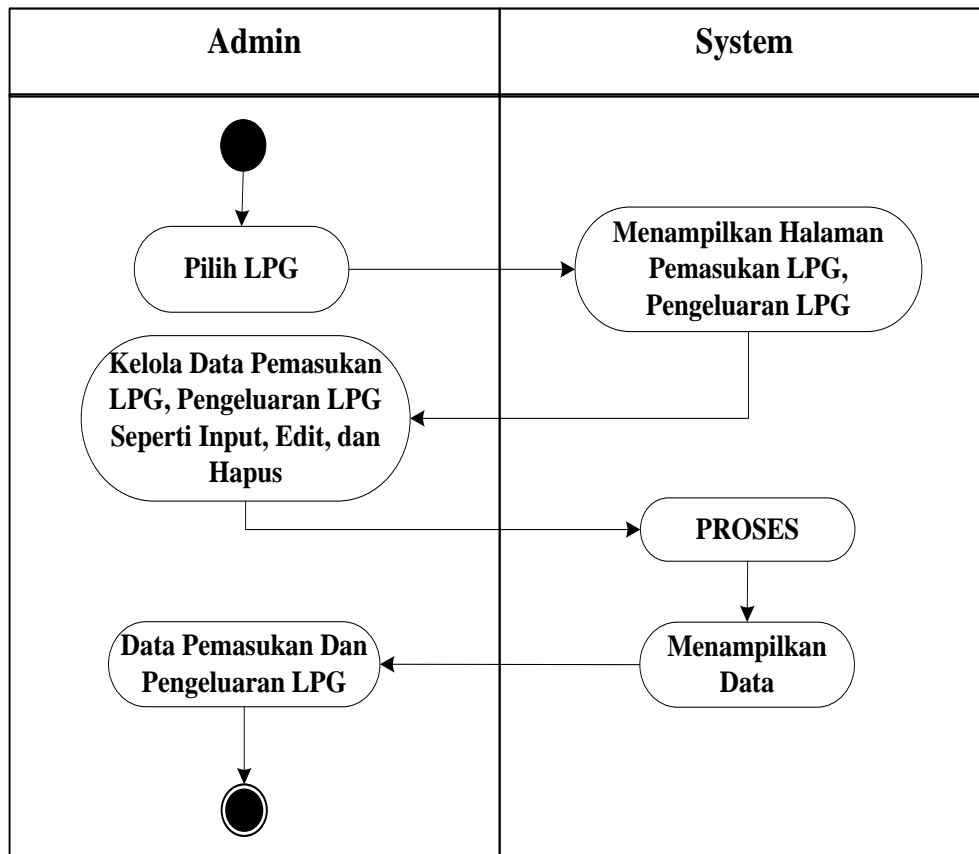 Admin
System
Pilih LPG
Menampilkan Halaman
Pemasukan LPG,
Pengeluaran LPG
Kelola Data Pemasukan
LPG, Pengeluaran LPG
Seperti Input, Edit, dan
Hapus
PROSES
Menampilkan
Data
Data Pemasukan Dan
Pengeluaran LPG